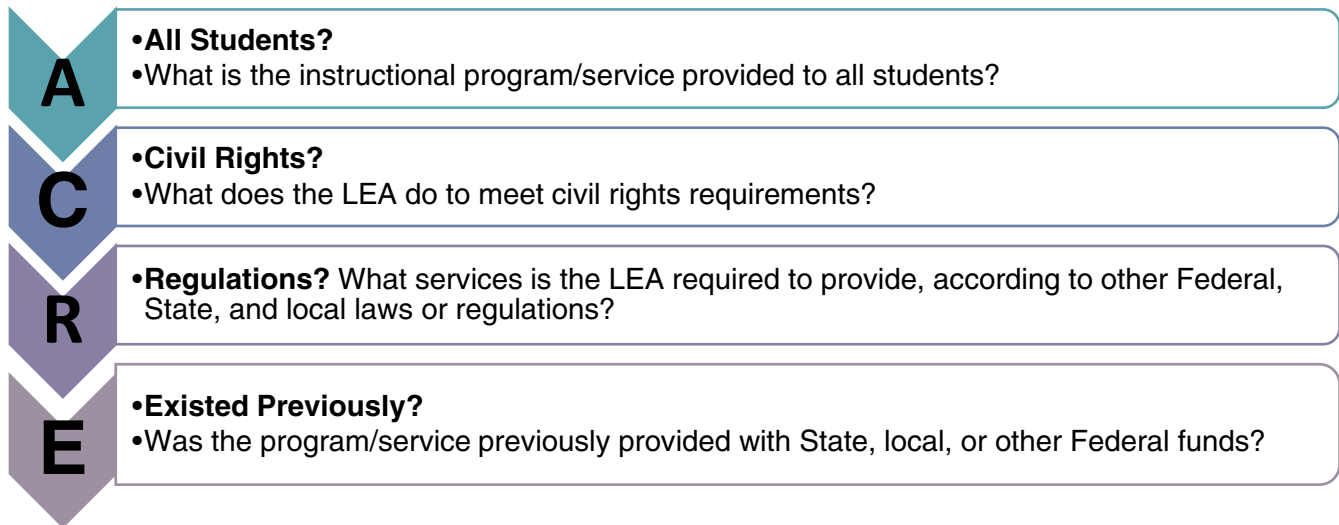 A
•All Students?
•What is the instructional program/service provided to all students?
C
•Civil Rights?
•What does the LEA do to meet civil rights requirements?
R
•Regulations? What services is the LEA required to provide, according to other Federal,
State, and local laws or regulations?
E
•Existed Previously?
•Was the program/service previously provided with State, local, or other Federal funds?